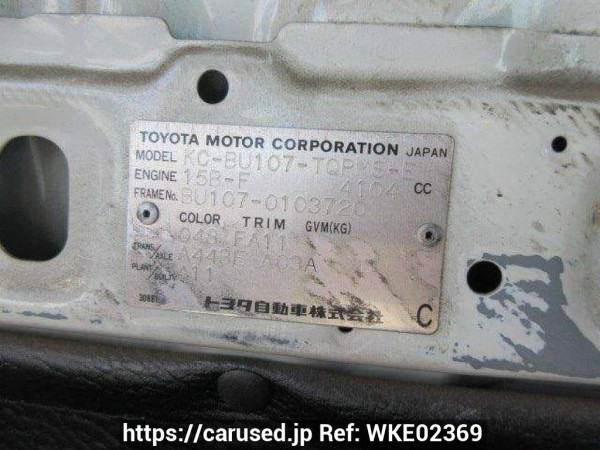 TOYOTA MOTOR CORPORATION JAPAN
MODEL KC-BU107-TQPMS-E
ENGINE 15B-F 4104 CC
FRAME No. BU107-0103720
COLOR TRIM GVM(KG)
FA11
TRANS./AXLE A443F A03A
PLANT
トヨタ自動車株式会社 C
https://carused.jp Ref: WKE02369